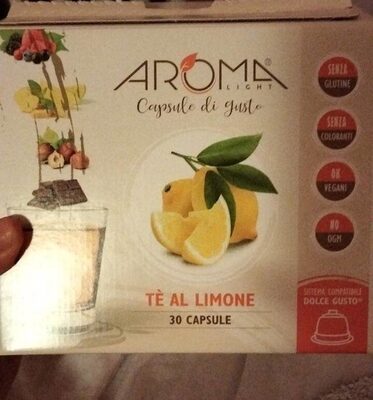 AROMA®
LIGHT
Capsule di Gusto
SENZA
GLUTINE
SENZA
COLORANTI
OK
VEGANI
NO
OGM
TÈ AL LIMONE
30 CAPSULE
SISTEMA COMPATIBILE
DOLCE GUSTO